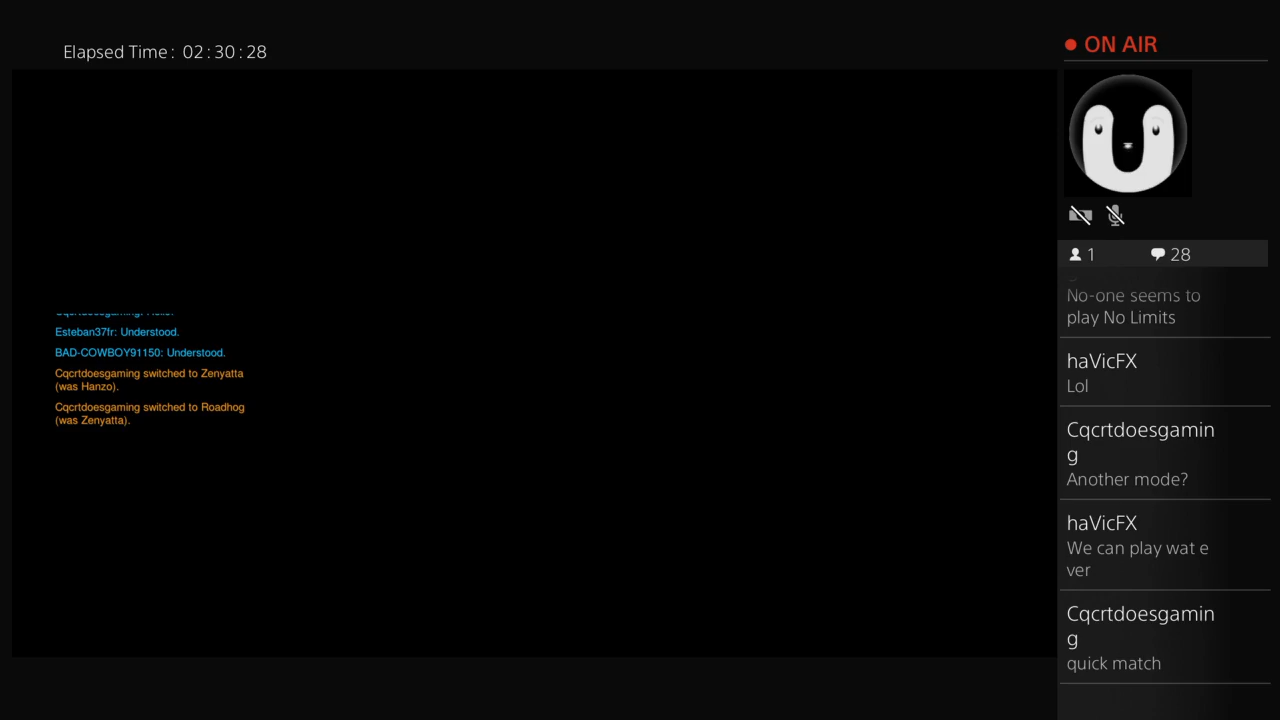 Elapsed Time: 02:30:28
ON AIR
1
28
No-one seems to
play No Limits
haVicFX
Lol
Cqcrtdoesgamin
g
Another mode?
haVicFX
We can play wat e
ver
Cqcrtdoesgamin
g
quick match
Esteban37fr: Understood.
BAD-COWBOY91150: Understood.
Cqcrtdoesgaming switched to Zenyatta
(was Hanzo).
Cqcrtdoesgaming switched to Roadhog
(was Zenyatta).